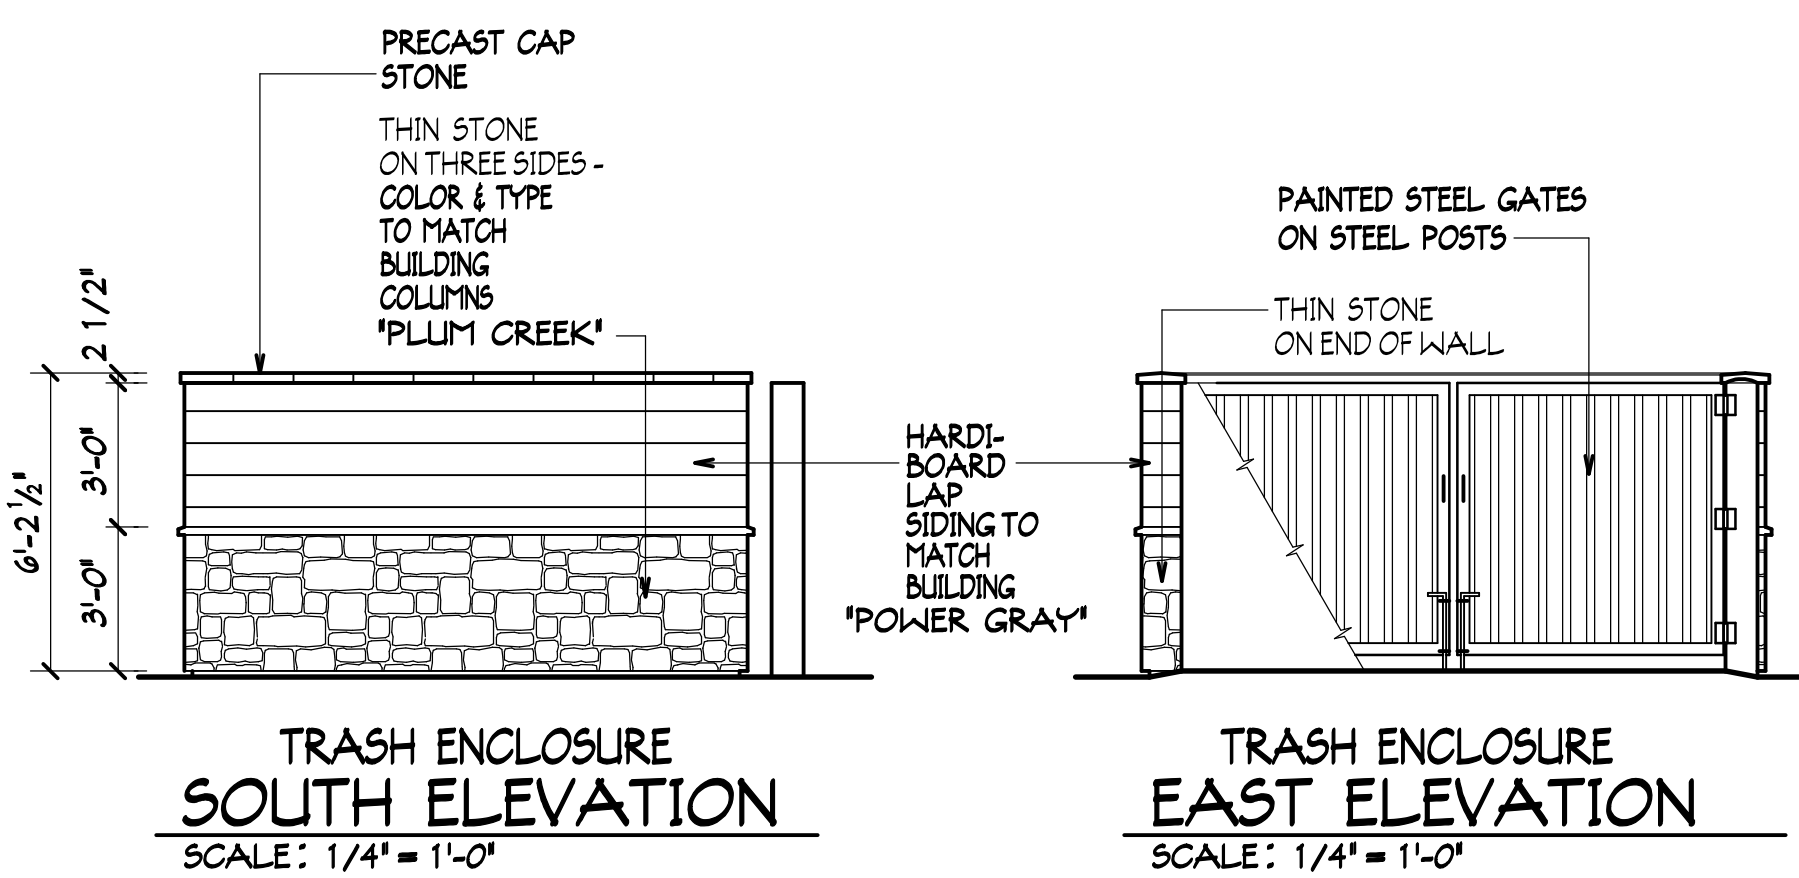 PRECAST CAP
STONE
THIN STONE
ON THREE SIDES -
COLOR & TYPE
TO MATCH
BUILDING
COLUMNS
"PLUM CREEK"
2 1/2"
3'-0"
3'-0"
6'-2 1/2"
HARDI-
BOARD
LAP
SIDING TO
MATCH
BUILDING
"POWER GRAY"
PAINTED STEEL GATES
ON STEEL POSTS
THIN STONE
ON END OF WALL
TRASH ENCLOSURE
SOUTH ELEVATION
SCALE: 1/4" = 1'-0"
TRASH ENCLOSURE
EAST ELEVATION
SCALE: 1/4" = 1'-0"